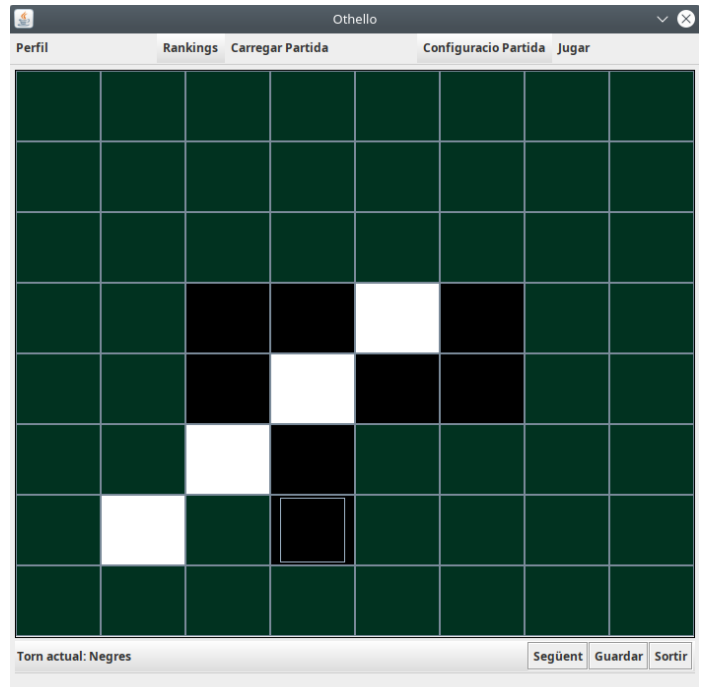 Othello
Perfil Rankings Carregar Partida Configuracio Partida Jugar
Torn actual: Negres Següent Guardar Sortir